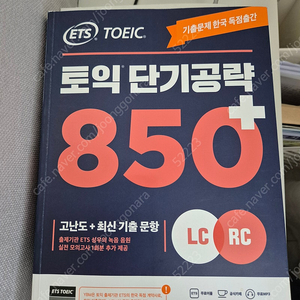 ETS TOEIC®
기출문제 한국 독점출간
토익 단기공략
850+
고난도 + 최신 기출 문항
출제기관 ETS 성우의 녹음 음원
실전 모의고사 1회분 추가 제공
LC RC
ETS TOEIC